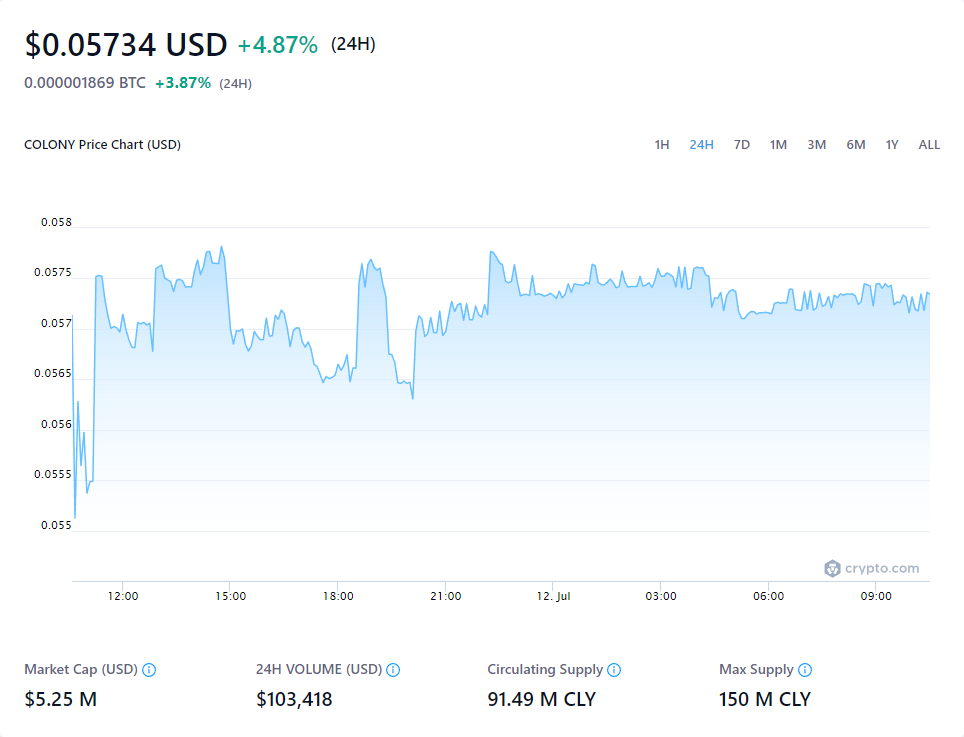 $0.05734 USD +4.87% (24H)
0.000001869 BTC +3.87% (24H)
COLONY Price Chart (USD)
1H 24H 7D 1M 3M 6M 1Y ALL
0.058
0.0575
0.057
0.0565
0.056
0.0555
0.055
crypto.com
12:00 15:00 18:00 21:00 12. Jul 03:00 06:00 09:00
Market Cap (USD) 24H VOLUME (USD) Circulating Supply Max Supply
$5.25 M $103,418 91.49 M CLY 150 M CLY